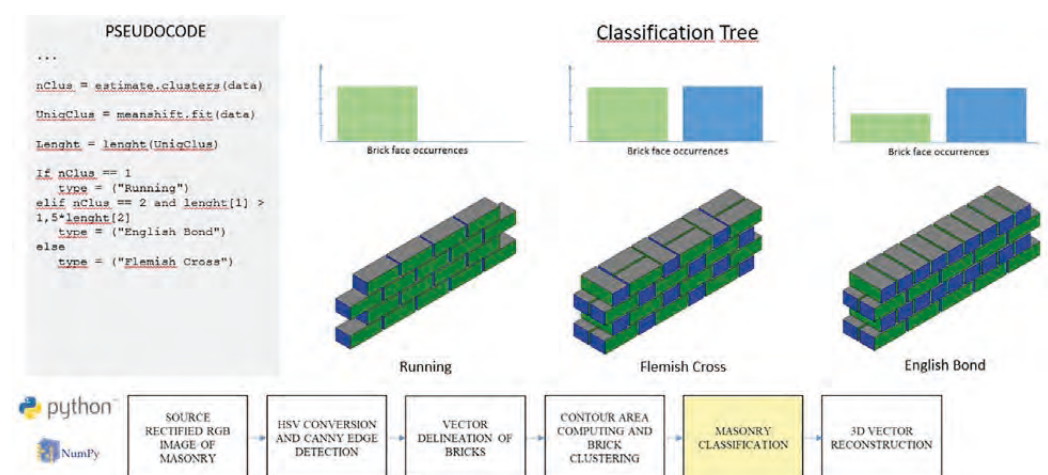 PSEUDOCODE
...
nClus = estimate.clusters(data)
UniqClus = meanshift.fit(data)
Lenght = lenght(UniqClus)
If nClus == 1
type = ("Running")
elif nClus == 2 and lenght[1] >
1,5*lenght[2]
type = ("English Bond")
else
type = ("Flemish Cross")
Classification Tree
Brick face occurrences
Brick face occurrences
Brick face occurrences
Running
Flemish Cross
English Bond
python
NumPy
SOURCE
RECTIFIED RGB
IMAGE OF
MASONRY
HSV CONVERSION
AND CANNY EDGE
DETECTION
VECTOR
DELINEATION OF
BRICKS
CONTOUR AREA
COMPUTING AND
BRICK
CLUSTERING
MASONRY
CLASSIFICATION
3D VECTOR
RECONSTRUCTION